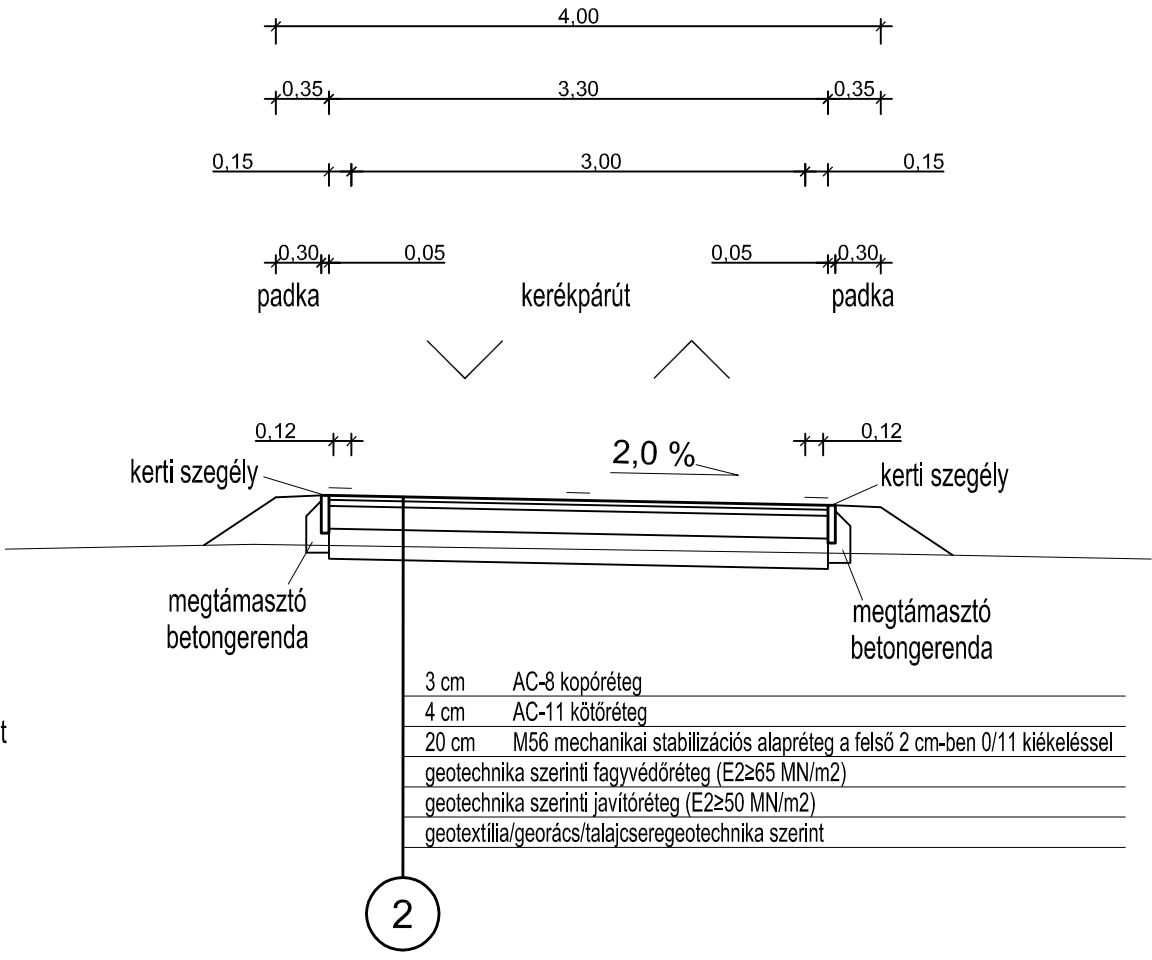 4,00
0,35 3,30 0,35
0,15 3,00 0,15
0,30 0,05 0,05 0,30
padka kerékpárút padka
0,12 2,0 % 0,12
kerti szegély kerti szegély
megtámasztó
betongerenda
megtámasztó
betongerenda
3 cm AC-8 kopóréteg
4 cm AC-11 kötőréteg
t
20 cm M56 mechanikai stabilizációs alapréteg a felső 2 cm-ben 0/11 kiékeléssel
geotechnika szerinti fagyvédőréteg (E2≥65 MN/m2)
geotechnika szerinti javítóréteg (E2≥50 MN/m2)
geotextília/georács/talajcseregeotechnika szerint
2